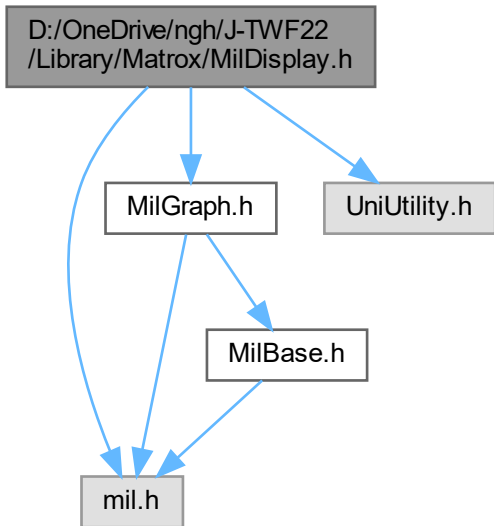 D:/OneDrive/ngh/J-TWF22
/Library/Matrox/MilDisplay.h
MilGraph.h
UniUtility.h
MilBase.h
mil.h